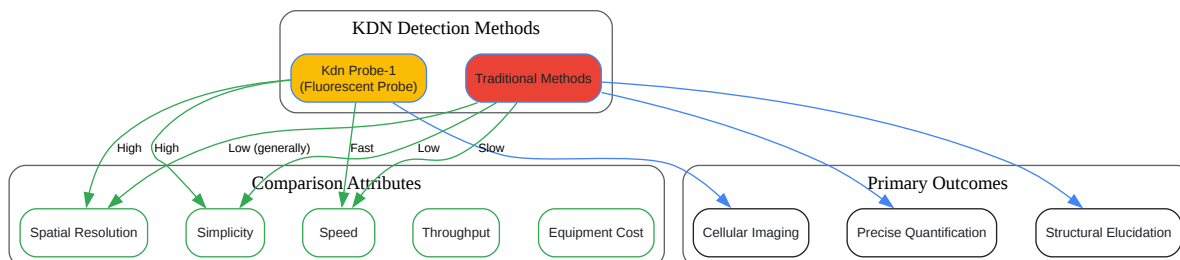 KDN Detection Methods
Kdn Probe-1
(Fluorescent Probe)
Traditional Methods
High
High
Low (generally)
Fast
Low
Slow
Comparison Attributes
Primary Outcomes
Spatial Resolution
Simplicity
Speed
Throughput
Equipment Cost
Cellular Imaging
Precise Quantification
Structural Elucidation